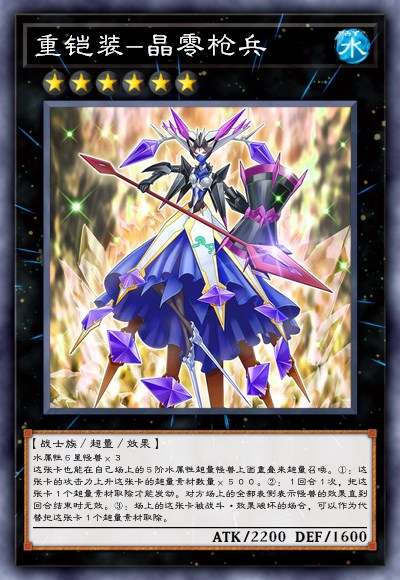 重铠装-晶零枪兵
水
【战士族／超量／效果】
水属性6星怪兽×3
这张卡也能在自己场上的5阶水属性超量怪兽上面重叠来超量召唤。①：这
张卡的攻击力上升这张卡的超量素材数量×500。②：1回合1次，把这
张卡1个超量素材取除才能发动。对方场上的全部表侧表示怪兽的效果直到
回合结束时无效。③：场上的这张卡被战斗·效果破坏的场合，可以作为代
替把这张卡1个超量素材取除。
ATK/2200 DEF/1600